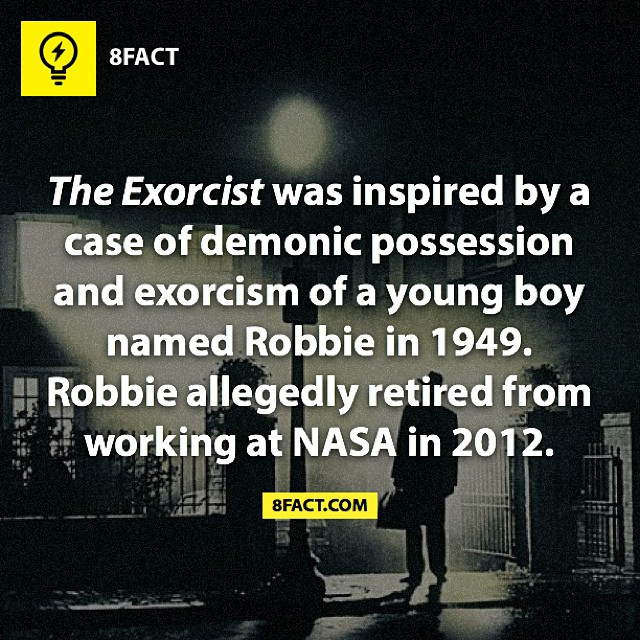 8FACT
The Exorcist was inspired by a
case of demonic possession
and exorcism of a young boy
named Robbie in 1949.
Robbie allegedly retired from
working at NASA in 2012.
8FACT.COM